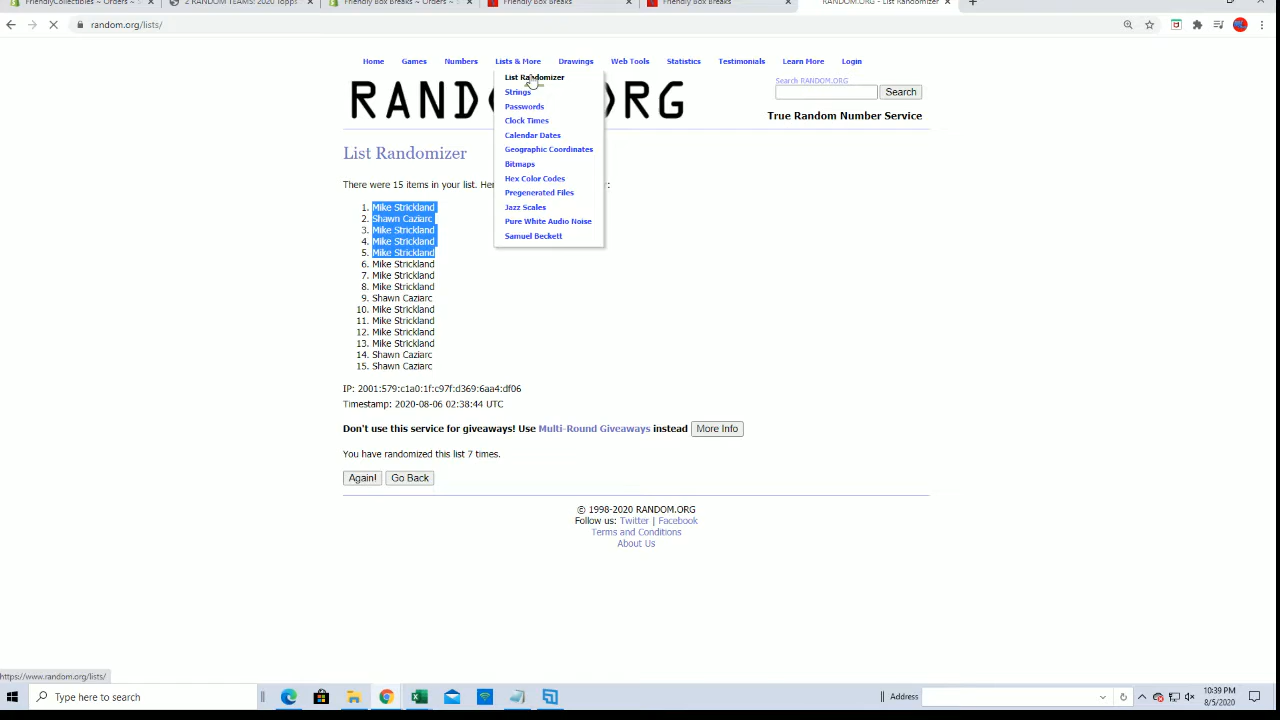 FriendlyCollectibles ~ Orders ~ S
2 RANDOM TEAMS: 2020 Topps
Friendly Box Breaks ~ Orders ~ S
Friendly Box Breaks
Friendly Box Breaks
RANDOM.ORG - List Randomizer
random.org/lists/
Home Games Numbers Lists & More Drawings Web Tools Statistics Testimonials Learn More Login
List Randomizer
Strings
Passwords
Clock Times
Calendar Dates
Geographic Coordinates
Bitmaps
Hex Color Codes
Pregenerated Files
Jazz Scales
Pure White Audio Noise
Samuel Beckett
RAND RG
Search RANDOM.ORG
Search
True Random Number Service
List Randomizer
There were 15 items in your list. He r:
1. Mike Strickland
2. Shawn Caziarc
3. Mike Strickland
4. Mike Strickland
5. Mike Strickland
6. Mike Strickland
7. Mike Strickland
8. Mike Strickland
9. Shawn Caziarc
10. Mike Strickland
11. Mike Strickland
12. Mike Strickland
13. Mike Strickland
14. Shawn Caziarc
15. Shawn Caziarc
IP: 2001:579:c1a0:1f:c97f:d369:6aa4:df06
Timestamp: 2020-08-06 02:38:44 UTC
Don't use this service for giveaways! Use Multi-Round Giveaways instead More Info
You have randomized this list 7 times.
Again! Go Back
© 1998-2020 RANDOM.ORG
Follow us: Twitter | Facebook
Terms and Conditions
About Us
https://www.random.org/lists/
Type here to search
Address
10:39 PM
8/5/2020